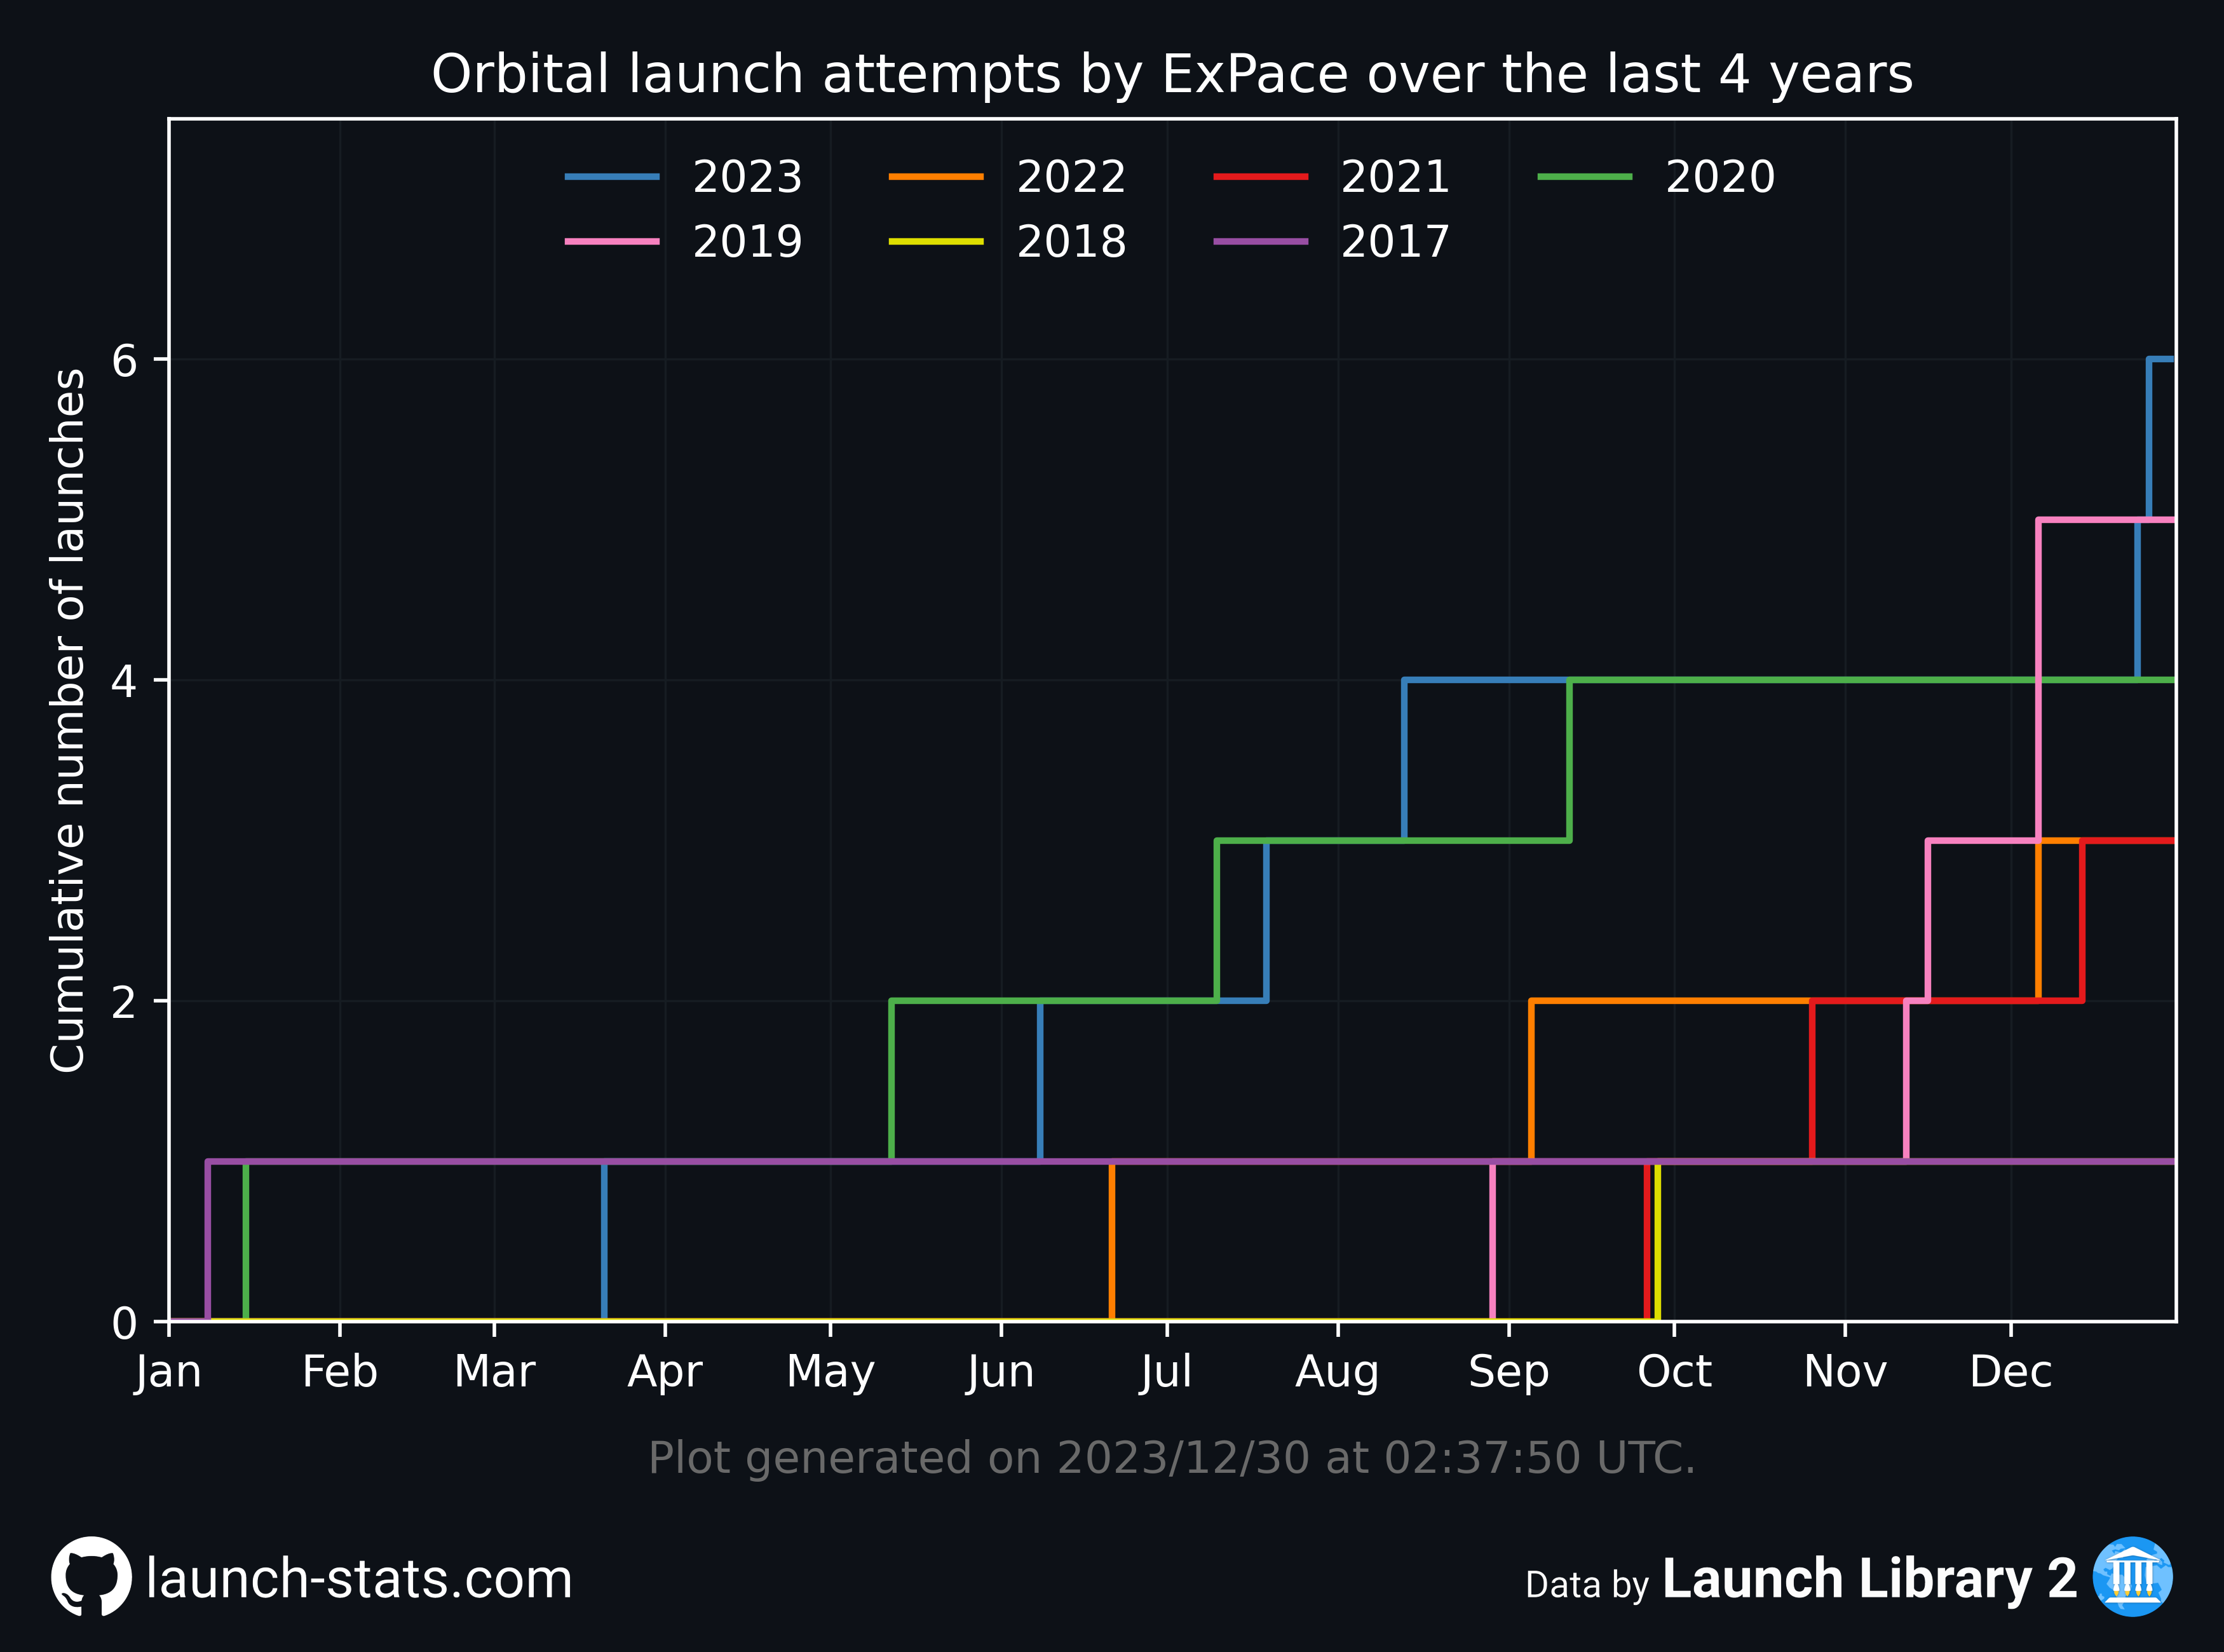 Orbital launch attempts by ExPace over the last 4 years
2023 2022 2021 2020
2019 2018 2017
Cumulative number of launches
6
4
2
0
Jan Feb Mar Apr May Jun Jul Aug Sep Oct Nov Dec
Plot generated on 2023/12/30 at 02:37:50 UTC.
launch-stats.com
Data by Launch Library 2